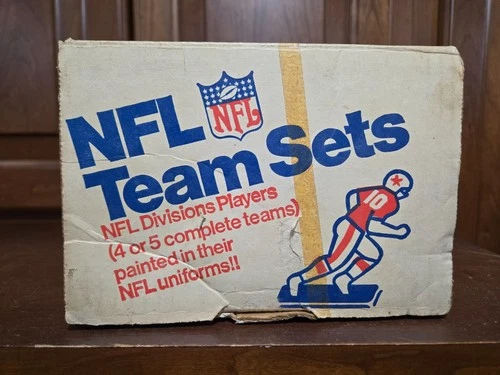 NFL
NFL
Team Sets
NFL Divisions Players
(4 or 5 complete teams)
painted in their
NFL uniforms!!
10